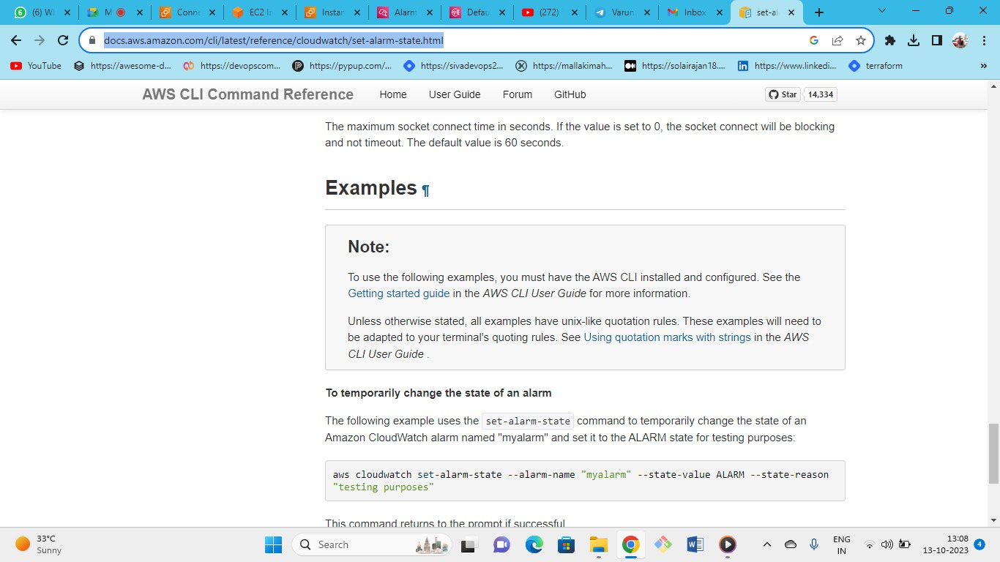 (6) W
M
Conne
EC2 In
Instan
Alarm
Defau
(272)
Varun
Inbox
set-al
docs.aws.amazon.com/cli/latest/reference/cloudwatch/set-alarm-state.html
YouTube
https://awesome-d...
https://devopscom...
https://pypup.com/...
https://sivadevops2...
https://mallakimah...
https://solairajan18....
https://www.linkedi...
terraform
AWS CLI Command Reference
Home
User Guide
Forum
GitHub
Star
14,334
The maximum socket connect time in seconds. If the value is set to 0, the socket connect will be blocking
and not timeout. The default value is 60 seconds.
Examples ¶
Note:
To use the following examples, you must have the AWS CLI installed and configured. See the
Getting started guide in the AWS CLI User Guide for more information.
Unless otherwise stated, all examples have unix-like quotation rules. These examples will need to
be adapted to your terminal's quoting rules. See Using quotation marks with strings in the AWS
CLI User Guide .
To temporarily change the state of an alarm
The following example uses the set-alarm-state command to temporarily change the state of an
Amazon CloudWatch alarm named "myalarm" and set it to the ALARM state for testing purposes:
aws cloudwatch set-alarm-state --alarm-name "myalarm" --state-value ALARM --state-reason
"testing purposes"
This command returns to the prompt if successful
33°C
Sunny
Search
ENG
IN
13:08
13-10-2023
4